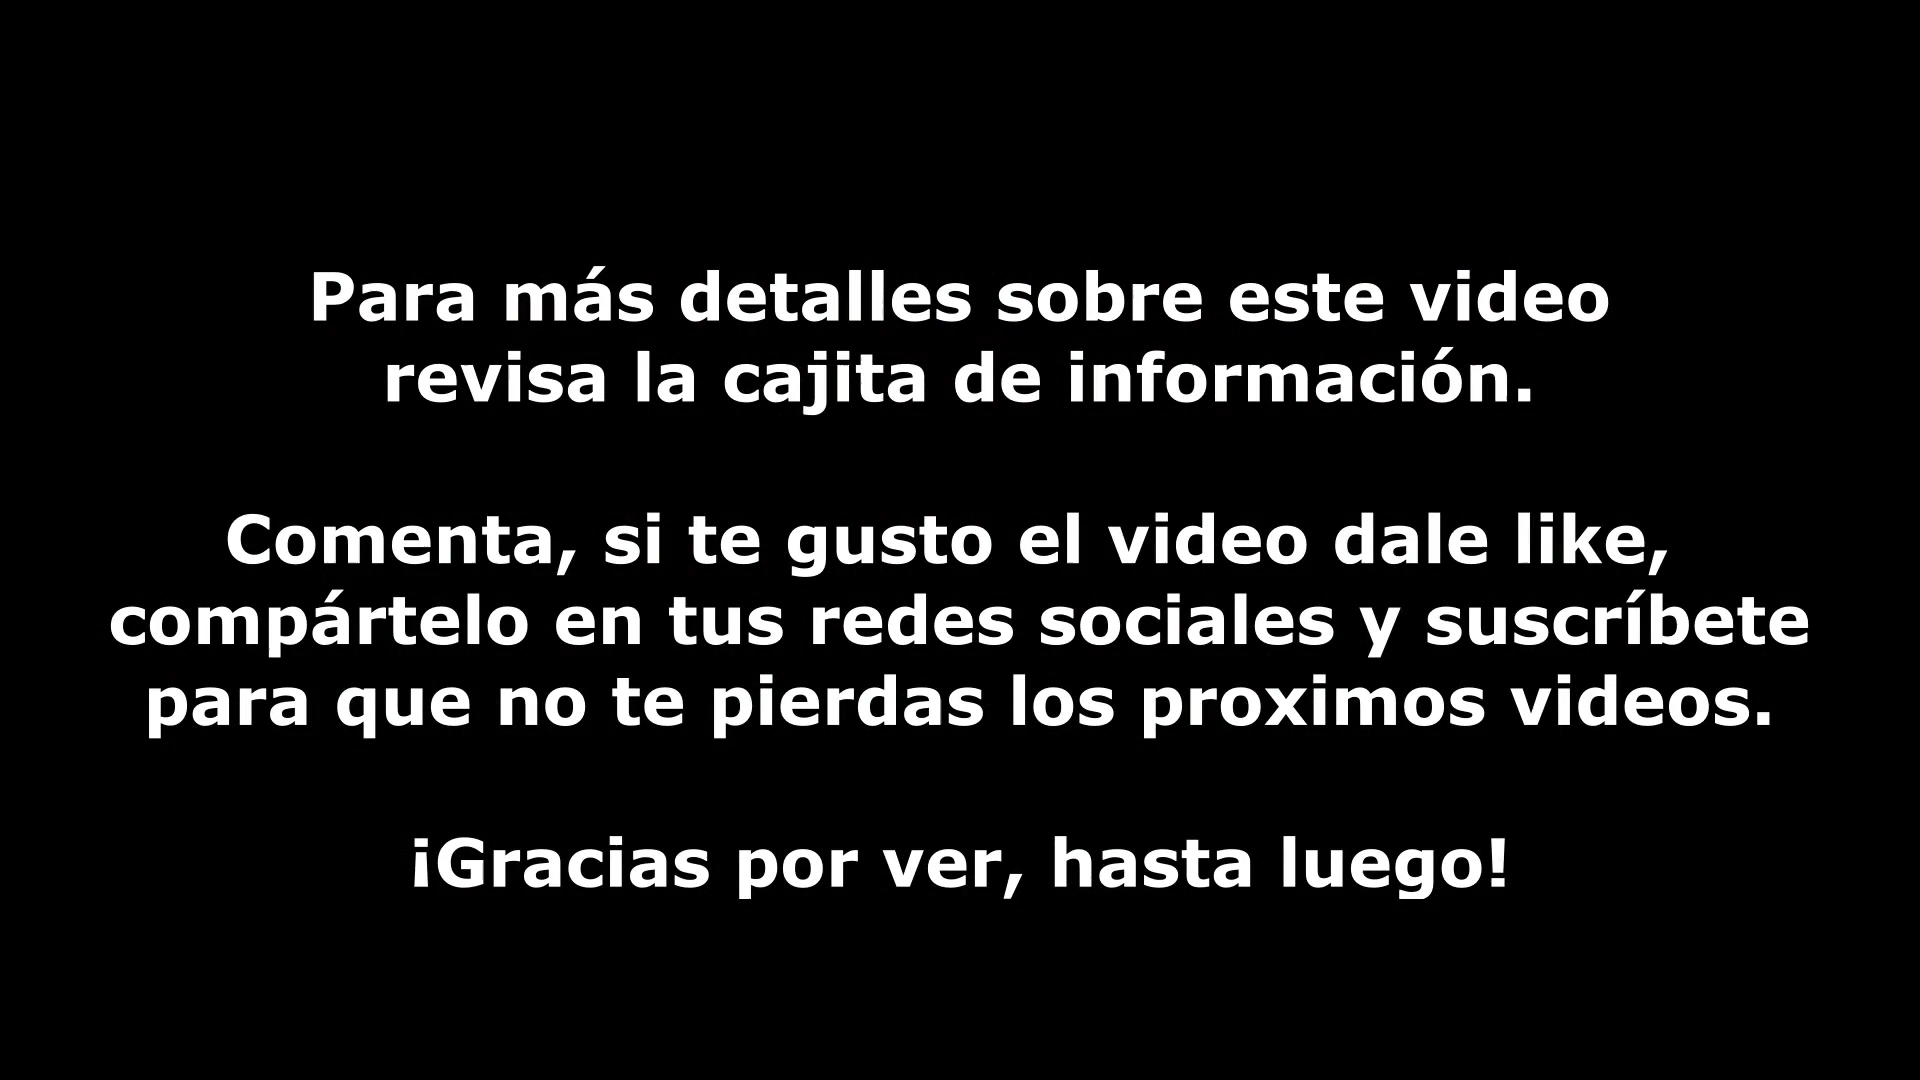 Para más detalles sobre este video
revisa la cajita de información.
Comenta, si te gusto el video dale like,
compártelo en tus redes sociales y suscríbete
para que no te pierdas los proximos videos.
¡Gracias por ver, hasta luego!